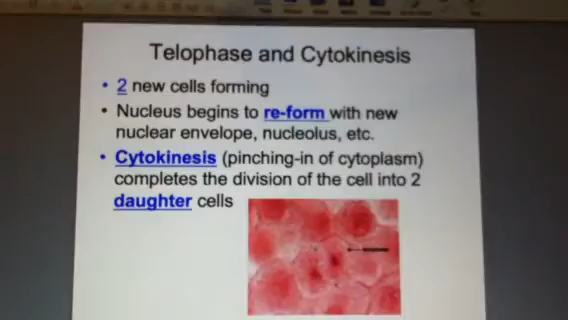 Telophase and Cytokinesis
• 2 new cells forming
• Nucleus begins to re-form with new
nuclear envelope, nucleolus, etc.
• Cytokinesis (pinching-in of cytoplasm)
completes the division of the cell into 2
daughter cells